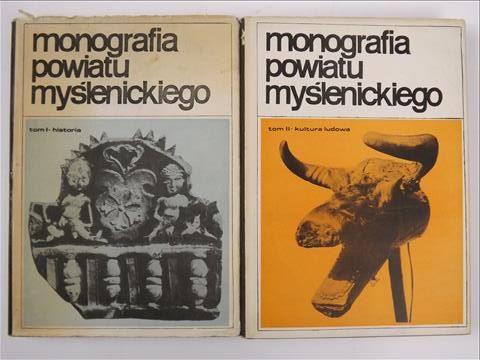 monografia
powiatu
myślenickiego
tom I • historia
monografia
powiatu
myślenickiego
tom II • kultura ludowa